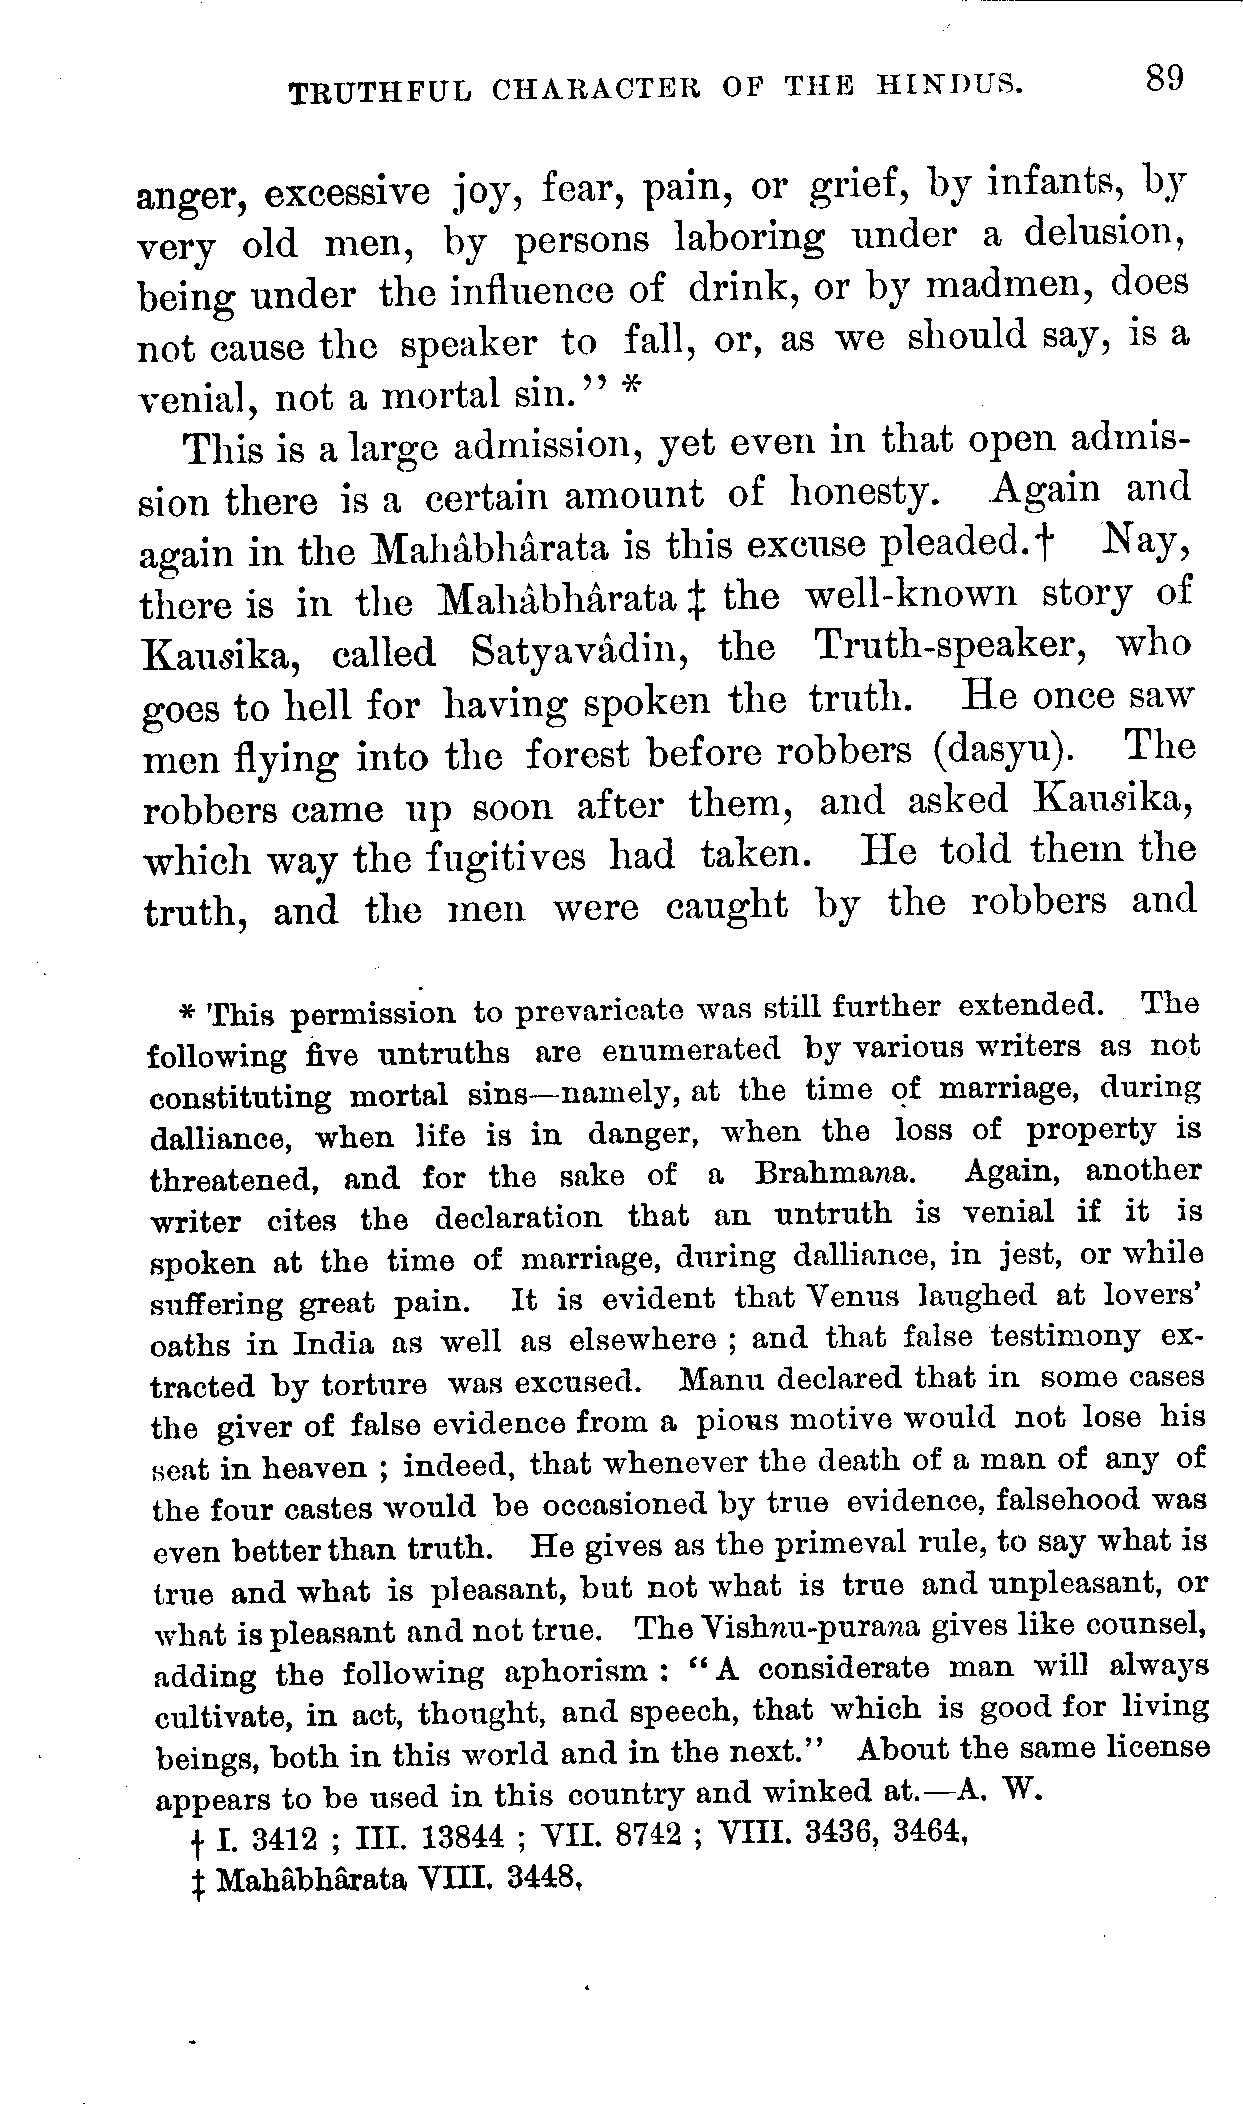 TRUTHFUL CHARACTER OF THE HINDUS. 89
anger, excessive joy, fear, pain, or grief, by infants, by
very old men, by persons laboring under a delusion,
being under the influence of drink, or by madmen, does
not cause the speaker to fall, or, as we should say, is a
venial, not a mortal sin." *
This is a large admission, yet even in that open admis-
sion there is a certain amount of honesty. Again and
again in the Mahâbhârata is this excuse pleaded.† Nay,
there is in the Mahâbhârata ‡ the well-known story of
Kausika, called Satyavâdin, the Truth-speaker, who
goes to hell for having spoken the truth. He once saw
men flying into the forest before robbers (dasyu). The
robbers came up soon after them, and asked Kausika,
which way the fugitives had taken. He told them the
truth, and the men were caught by the robbers and
* This permission to prevaricate was still further extended. The
following five untruths are enumerated by various writers as not
constituting mortal sins—namely, at the time of marriage, during
dalliance, when life is in danger, when the loss of property is
threatened, and for the sake of a Brahmana. Again, another
writer cites the declaration that an untruth is venial if it is
spoken at the time of marriage, during dalliance, in jest, or while
suffering great pain. It is evident that Venus laughed at lovers'
oaths in India as well as elsewhere ; and that false testimony ex-
tracted by torture was excused. Manu declared that in some cases
the giver of false evidence from a pious motive would not lose his
seat in heaven ; indeed, that whenever the death of a man of any of
the four castes would be occasioned by true evidence, falsehood was
even better than truth. He gives as the primeval rule, to say what is
true and what is pleasant, but not what is true and unpleasant, or
what is pleasant and not true. The Vishnu-purana gives like counsel,
adding the following aphorism : "A considerate man will always
cultivate, in act, thought, and speech, that which is good for living
beings, both in this world and in the next." About the same license
appears to be used in this country and winked at.—A. W.
† I. 3412 ; III. 13844 ; VII. 8742 ; VIII. 3436, 3464,
‡ Mahâbhârata VIII. 3448,